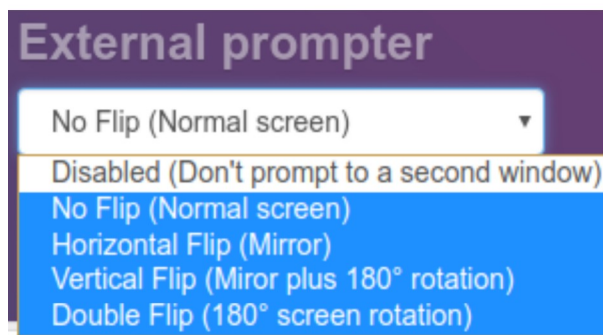 External prompter
No Flip (Normal screen)
Disabled (Don't prompt to a second window)
No Flip (Normal screen)
Horizontal Flip (Mirror)
Vertical Flip (Miror plus 180° rotation)
Double Flip (180° screen rotation)